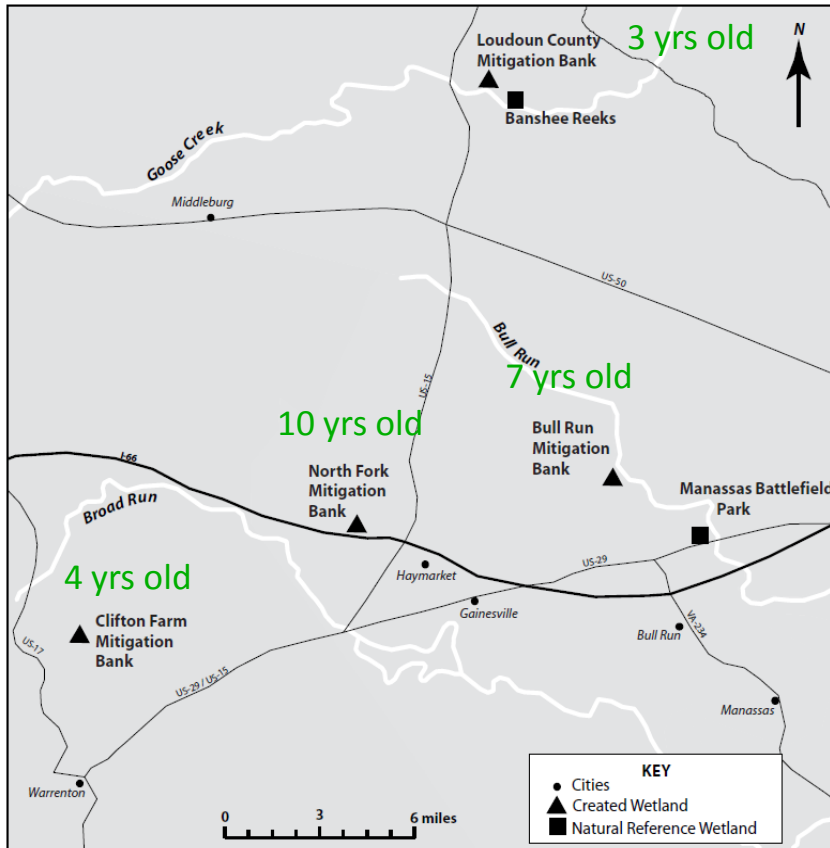 3 yrs old
N
Loudoun County
Mitigation Bank
Banshee Reeks
Goose Creek
Middleburg
US-50
Bull Run
US-15
7 yrs old
10 yrs old
Bull Run
Mitigation
Bank
North Fork
Mitigation
Bank
I-66
Broad Run
Manassas Battlefield
Park
US-29
Haymarket
4 yrs old
Gainesville
Clifton Farm
Mitigation
Bank
US-17
Bull Run
VA-234
US-29 / US-15
Manassas
Warrenton
0 3 6 miles
KEY
Cities
Created Wetland
Natural Reference Wetland